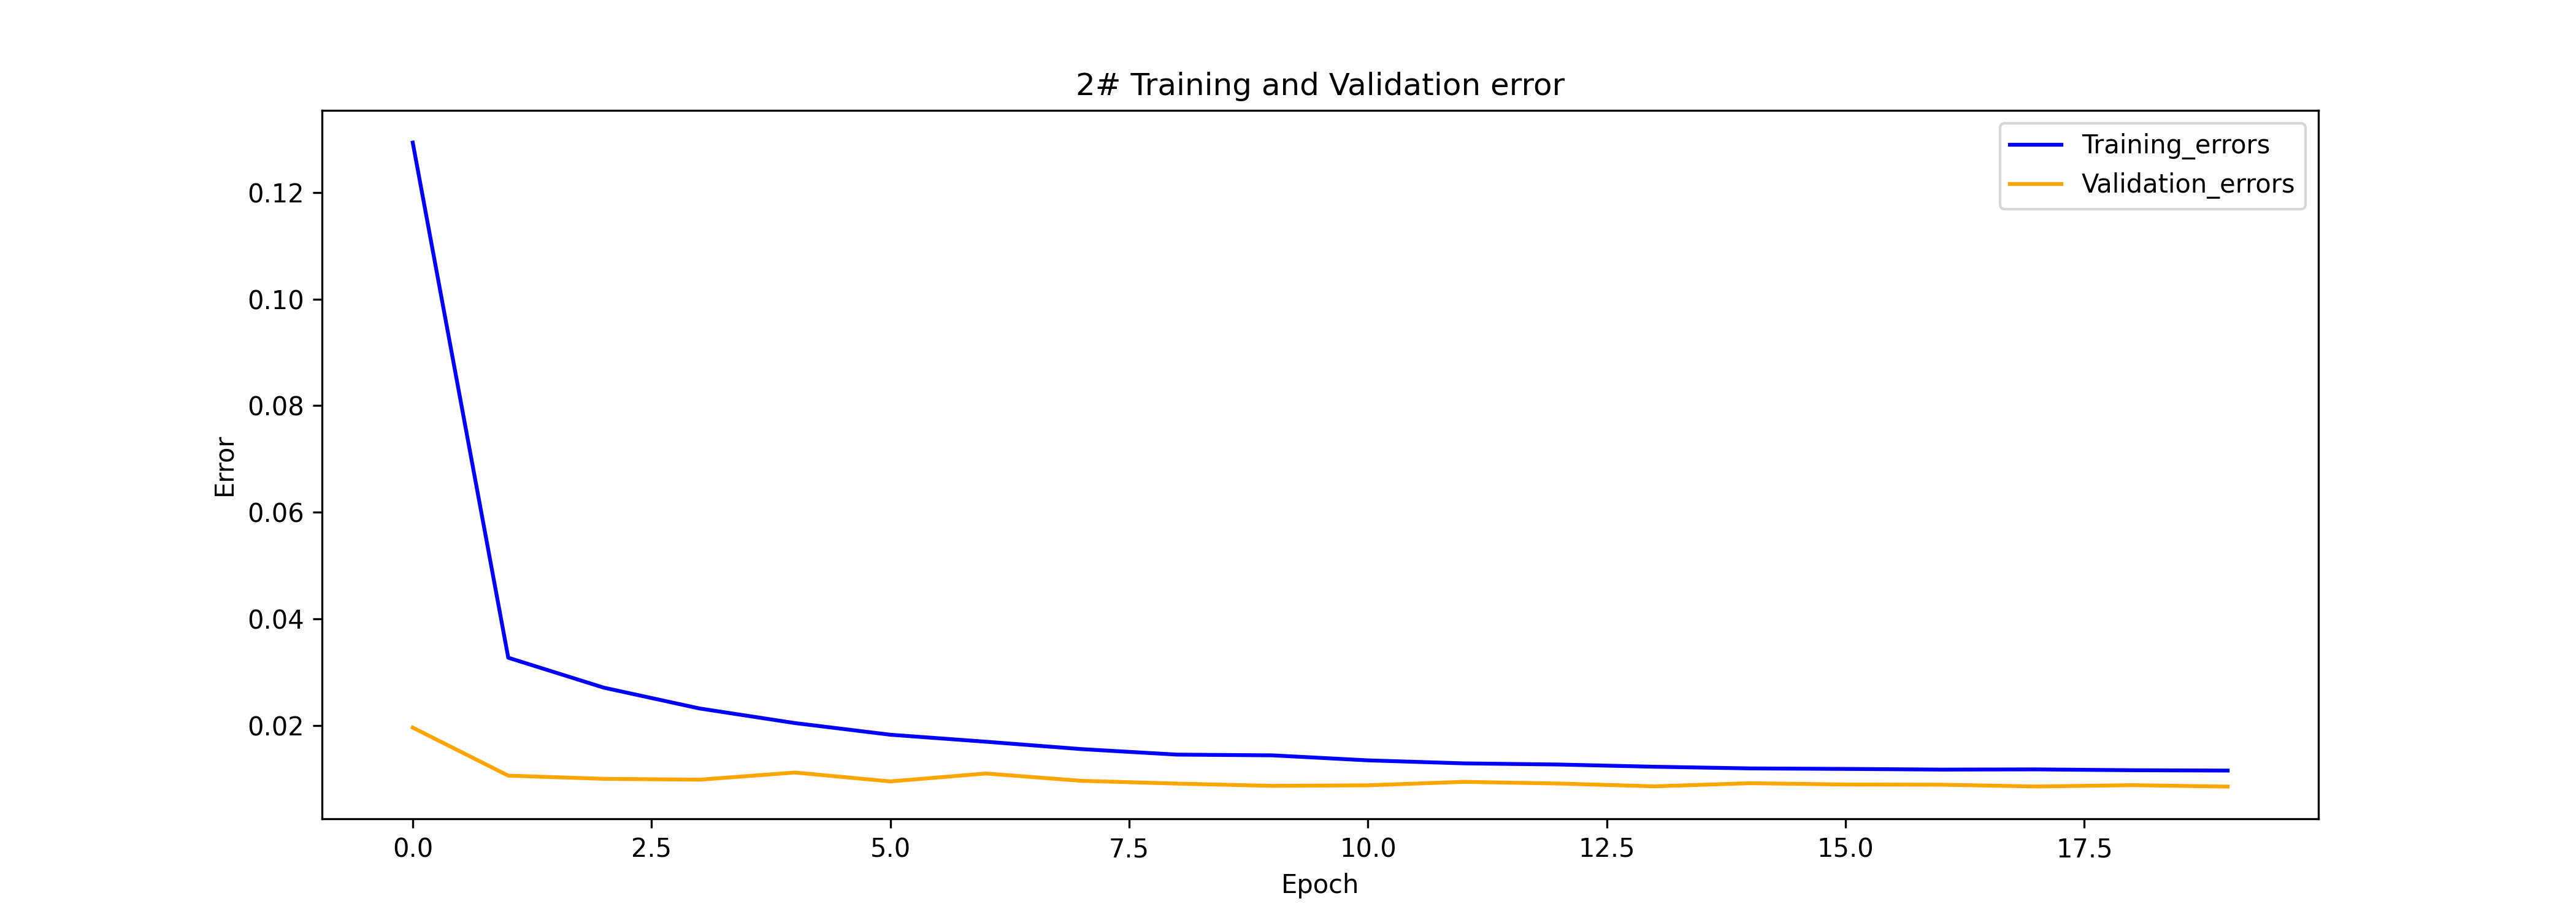 2# Training and Validation error
Training_errors
Validation_errors
0.12
0.10
0.08
0.06
0.04
0.02
Error
0.0 2.5 5.0 7.5 10.0 12.5 15.0 17.5
Epoch